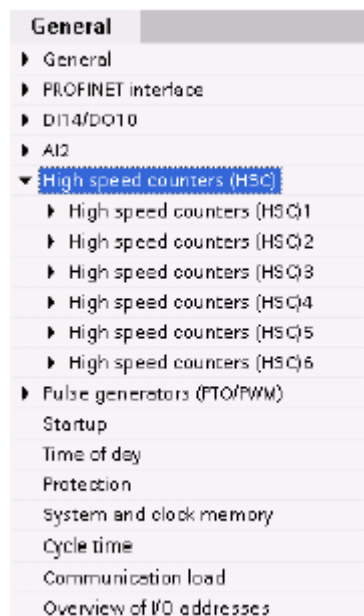 General
General
PROFINET interface
DI14/DO10
AI2
High speed counters (HSC)
High speed counters (HSC)1
High speed counters (HSC)2
High speed counters (HSC)3
High speed counters (HSC)4
High speed counters (HSC)5
High speed counters (HSC)6
Pulse generators (PTO/PWM)
Startup
Time of day
Protection
System and clock memory
Cycle time
Communication load
Overview of I/O addresses